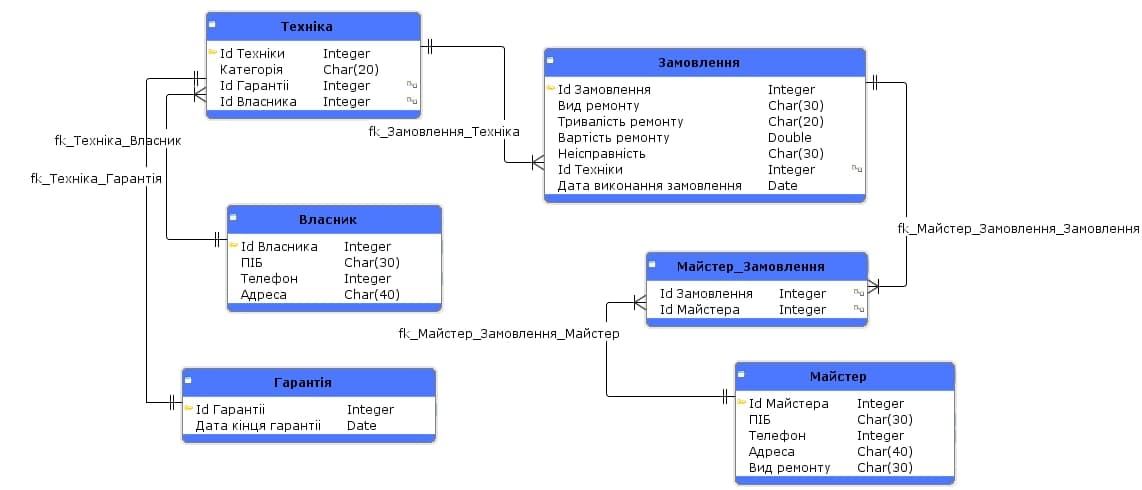 Техніка
Id Техніки Integer
Категорія Char(20)
Id Гарантії Integer
Id Власника Integer
fk_Замовлення_Техніка
fk_Техніка_Власник
fk_Техніка_Гарантія
Замовлення
Id Замовлення Integer
Вид ремонту Char(30)
Тривалість ремонту Char(20)
Вартість ремонту Double
Неісправність Char(30)
Id Техніки Integer
Дата виконання замовлення Date
Власник
Id Власника Integer
ПІБ Char(30)
Телефон Integer
Адреса Char(40)
fk_Майстер_Замовлення_Замовлення
Майстер_Замовлення
Id Замовлення Integer
Id Майстера Integer
fk_Майстер_Замовлення_Майстер
Гарантія
Id Гарантії Integer
Дата кінця гарантії Date
Майстер
Id Майстера Integer
ПІБ Char(30)
Телефон Integer
Адреса Char(40)
Вид ремонту Char(30)